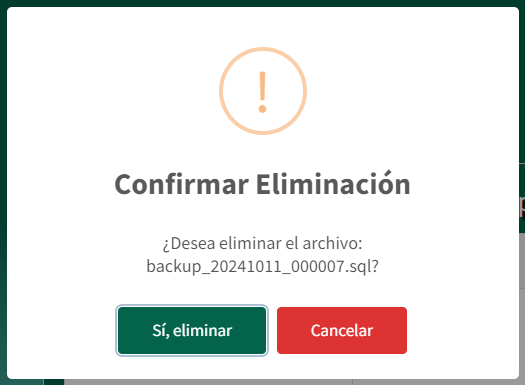 Confirmar Eliminación
¿Desea eliminar el archivo:
backup_20241011_000007.sql?
Sí, eliminar
Cancelar